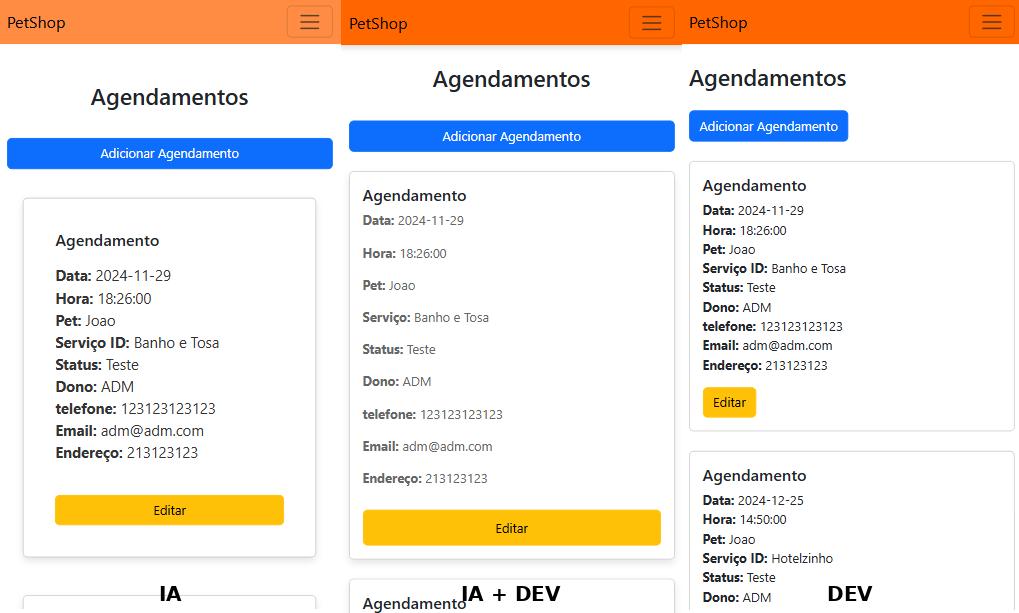 PetShop
Agendamentos
Adicionar Agendamento
Agendamento
Data: 2024-11-29
Hora: 18:26:00
Pet: Joao
Serviço ID: Banho e Tosa
Status: Teste
Dono: ADM
telefone: 123123123123
Email: adm@adm.com
Endereço: 213123123
Editar
IA
PetShop
Agendamentos
Adicionar Agendamento
Agendamento
Data: 2024-11-29
Hora: 18:26:00
Pet: Joao
Serviço: Banho e Tosa
Status: Teste
Dono: ADM
telefone: 123123123123
Email: adm@adm.com
Endereço: 213123123
Editar
Agendamento
IA + DEV
PetShop
Agendamentos
Adicionar Agendamento
Agendamento
Data: 2024-11-29
Hora: 18:26:00
Pet: Joao
Serviço ID: Banho e Tosa
Status: Teste
Dono: ADM
telefone: 123123123123
Email: adm@adm.com
Endereço: 213123123
Editar
Agendamento
Data: 2024-12-25
Hora: 14:50:00
Pet: Joao
Serviço ID: Hotelzinho
Status: Teste
Dono: ADM
DEV